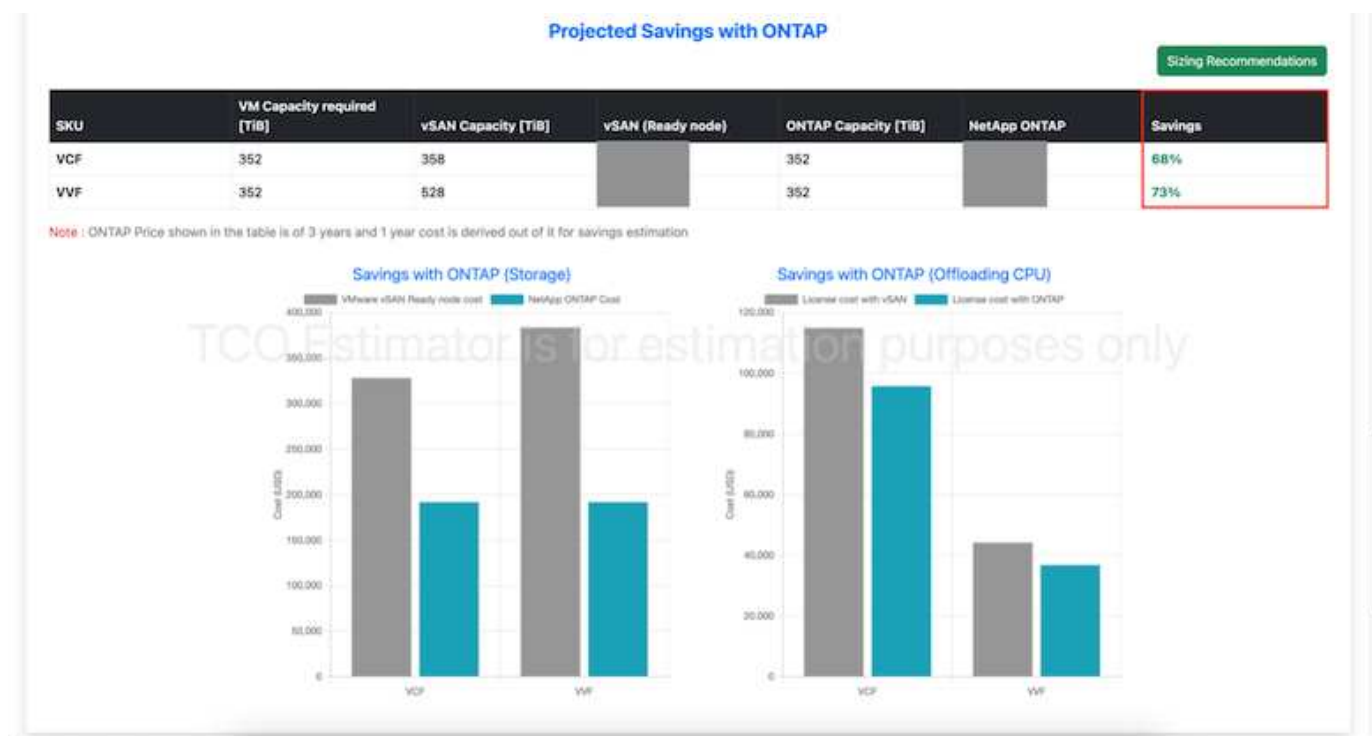 Projected Savings with ONTAP
Sizing Recommendations
SKU VM Capacity required [TiB] vSAN Capacity [TiB] vSAN (Ready node) ONTAP Capacity [TiB] NetApp ONTAP Savings
VCF 352 358 352 68%
VVF 352 528 352 73%
Note : ONTAP Price shown in the table is of 3 years and 1 year cost is derived out of it for savings estimation
Savings with ONTAP (Storage)
VMware vSAN Ready node cost NetApp ONTAP Cost
400,000
350,000
300,000
250,000
200,000
150,000
100,000
50,000
0
Cost (USD)
VCF VVF
Savings with ONTAP (Offloading CPU)
License cost with vSAN License cost with ONTAP
120,000
100,000
80,000
60,000
40,000
20,000
0
Cost (USD)
VCF VVF
TCO Estimator is for estimation purposes only